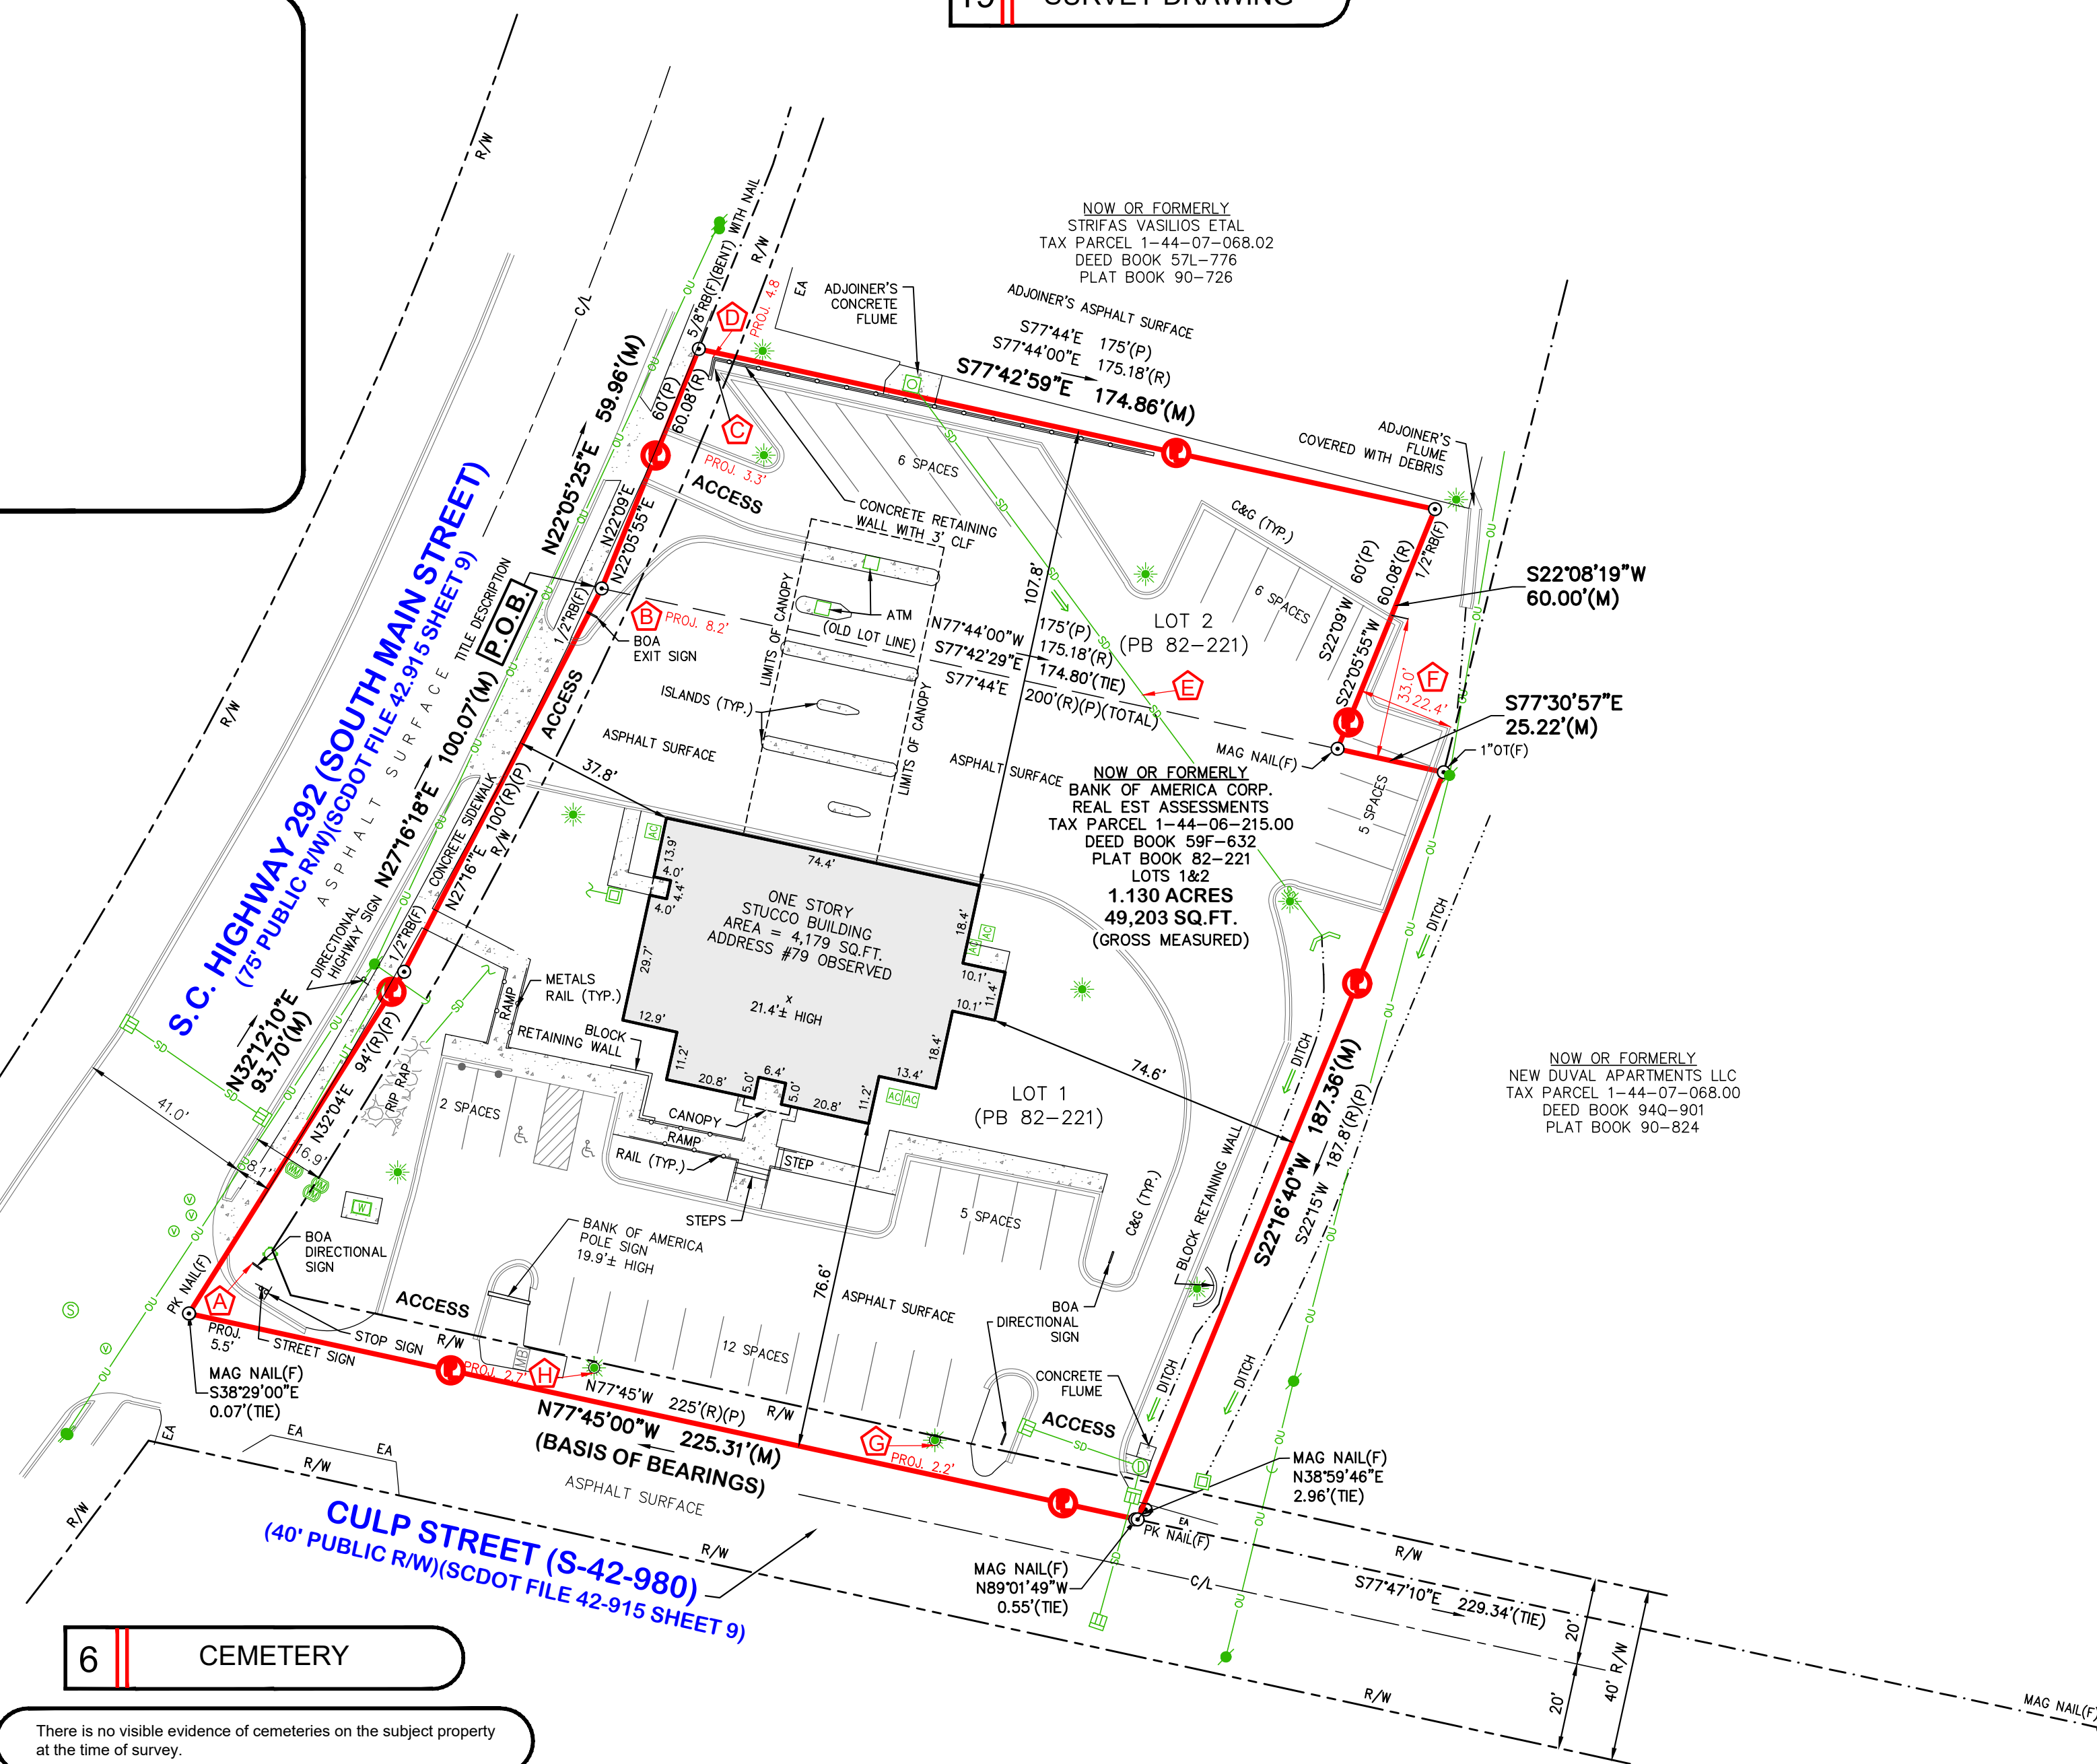 SURVEY DRAWING
R/W
R/W
C/L
R/W
5/8"RB(F)(BENT) WITH NAIL
R/W
EA
NOW OR FORMERLY
STRIFAS VASILIOS ETAL
TAX PARCEL 1-44-07-068.02
DEED BOOK 57L-776
PLAT BOOK 90-726
ADJOINER'S
CONCRETE
FLUME
ADJOINER'S ASPHALT SURFACE
S77°44'E 175'(P)
S77°44'00"E 175.18'(R)
S77°42'59"E 174.86'(M)
ADJOINER'S
FLUME
COVERED WITH DEBRIS
D
PROJ. 4.8
C
PROJ. 3.3'
ACCESS
60'(P)
60.08'(R)
N22°09'E
N22°05'55"E
N22°05'25"E 59.96'(M)
6 SPACES
CONCRETE RETAINING
WALL WITH 3' CLF
C&G (TYP.)
6 SPACES
1/2"RB(F)
60'(P)
60.08'(R)
S22°09'W
S22°05'55"W
S22°08'19"W
60.00'(M)
F
33.0'
22.4'
S77°30'57"E
25.22'(M)
1"OT(F)
MAG NAIL(F)
5 SPACES
LOT 2
(PB 82-221)
107.8'
ATM
(OLD LOT LINE)
N77°44'00"W 175'(P)
175.18'(R)
S77°42'29"E 174.80'(TIE)
S77°44'E 200'(R)(P)(TOTAL)
E
LIMITS OF CANOPY
LIMITS OF CANOPY
B
PROJ. 8.2'
BOA
EXIT SIGN
1/2"RB(F)
P.O.B.
TITLE DESCRIPTION
ISLANDS (TYP.)
ASPHALT SURFACE
ASPHALT SURFACE
ACCESS
37.8'
S.C. HIGHWAY 292 (SOUTH MAIN STREET)
(75' PUBLIC R/W)(SCDOT FILE 42.915 SHEET 9)
ASPHALT SURFACE
N27°16'18"E 100.07'(M)
CONCRETE SIDEWALK
N27°16'"E 100'(R)(P)
R/W
1/2"RB(F)
DIRECTIONAL
HIGHWAY SIGN
NOW OR FORMERLY
BANK OF AMERICA CORP.
REAL EST ASSESSMENTS
TAX PARCEL 1-44-06-215.00
DEED BOOK 59F-632
PLAT BOOK 82-221
LOTS 1&2
1.130 ACRES
49,203 SQ.FT.
(GROSS MEASURED)
ONE STORY
STUCCO BUILDING
AREA = 4,179 SQ.FT.
ADDRESS #79 OBSERVED
x
21.4'± HIGH
74.4'
13.9'
4.0'
4.4'
4.0'
29.7'
12.9'
11.2'
20.8'
5.0'
6.4'
5.0'
20.8'
11.2'
13.4'
18.4'
10.1'
11.4'
10.1'
18.4'
AC
AC
AC
AC
AC
METALS
RAIL (TYP.)
RAMP
BLOCK
RETAINING WALL
CANOPY
RAMP
RAIL (TYP.)
STEP
STEPS
N32°12'10"E
93.70'(M)
N32°04'E 94'(R)(P)
RIP RAP
2 SPACES
41.0'
8.1'
16.9'
W
LOT 1
(PB 82-221)
74.6'
DITCH
DITCH
BLOCK RETAINING WALL
S22°16'40"W 187.36'(M)
S22°15'W 187.8'(R)(P)
NOW OR FORMERLY
NEW DUVAL APARTMENTS LLC
TAX PARCEL 1-44-07-068.00
DEED BOOK 94Q-901
PLAT BOOK 90-824
5 SPACES
C&G (TYP.)
BOA
DIRECTIONAL
SIGN
PK NAIL(F)
A
PROJ.
5.5'
STREET SIGN
STOP SIGN
ACCESS
R/W
BANK OF AMERICA
POLE SIGN
19.9'± HIGH
76.6'
ASPHALT SURFACE
12 SPACES
BOA
DIRECTIONAL
SIGN
CONCRETE
FLUME
ACCESS
DITCH
DITCH
MAG NAIL(F)
S38°29'00"E
0.07'(TIE)
PROJ. 2.7'
MB
H
N77°45'W 225'(R)(P)
R/W
N77°45'00"W 225.31'(M)
(BASIS OF BEARINGS)
ASPHALT SURFACE
G
PROJ. 2.2'
MAG NAIL(F)
N38°59'46"E
2.96'(TIE)
EA
PK NAIL(F)
MAG NAIL(F)
N89°01'49"W
0.55'(TIE)
EA
EA
EA
R/W
R/W
CULP STREET (S-42-980)
(40' PUBLIC R/W)(SCDOT FILE 42-915 SHEET 9)
R/W
C/L
R/W
S77°47'10"E 229.34'(TIE)
20'
20'
40' R/W
R/W
MAG NAIL(F)
OU
SD
UT
S
V
D
6 CEMETERY
There is no visible evidence of cemeteries on the subject property
at the time of survey.